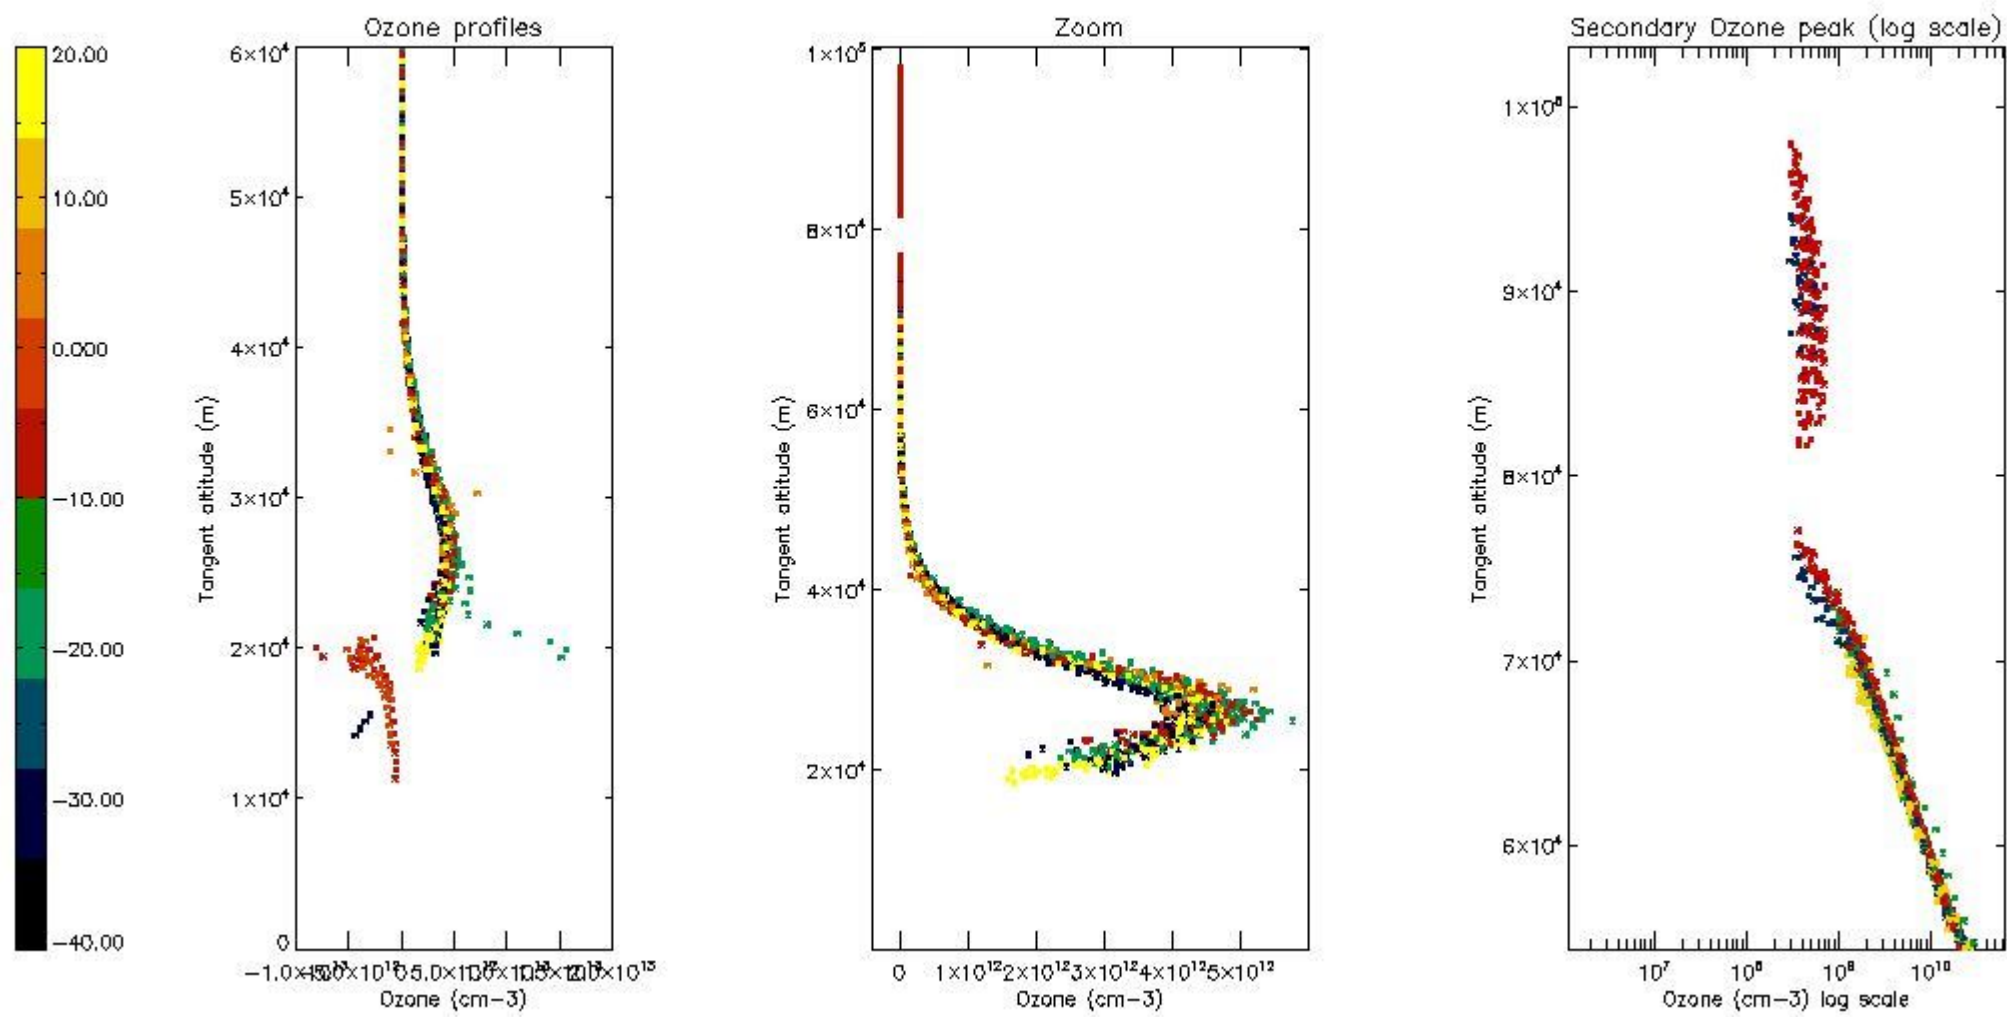 Ozone profiles
Zoom
Secondary Ozone peak (log scale)
20.00
10.00
0.000
-10.00
-20.00
-30.00
-40.00
6×10⁴
5×10⁴
4×10⁴
3×10⁴
2×10⁴
1×10⁴
0
Tangent altitude (m)
Ozone (cm-3)
1×10⁵
8×10⁴
6×10⁴
4×10⁴
2×10⁴
Tangent altitude (m)
0 1×10¹² 2×10¹² 3×10¹² 4×10¹² 5×10¹²
Ozone (cm-3)
1×10⁵
9×10⁴
8×10⁴
7×10⁴
6×10⁴
Tangent altitude (m)
10⁷ 10⁸ 10⁹ 10¹⁰
Ozone (cm-3) log scale